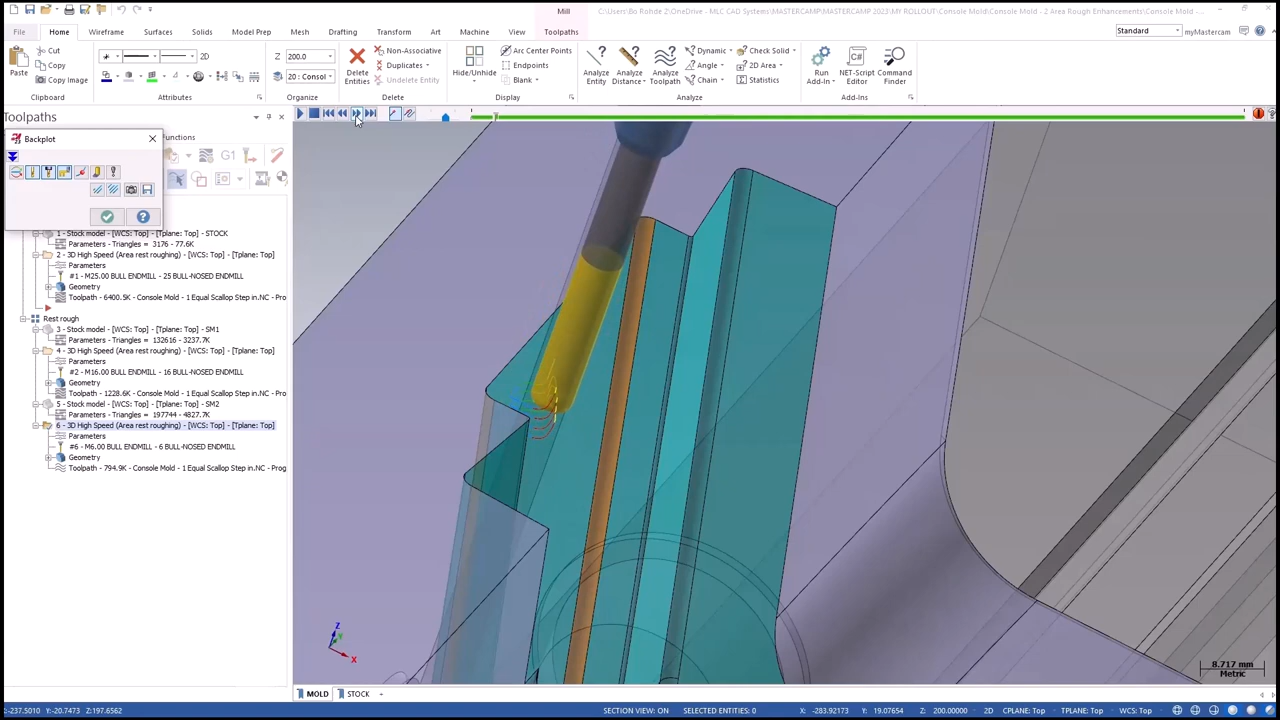 Mill
C:\Users\Bo Rohde 2\OneDrive - MLC CAD Systems\MASTERCAMP\MASTERCAMP 2023\MY ROLLOUT\Console Mold\Console Mold - 2 Area Rough Enhancements\Console Mold - ...
File Home Wireframe Surfaces Solids Model Prep Mesh Drafting Transform Art Machine View Toolpaths
Standard myMastercam
Paste
Cut
Copy
Copy Image
Clipboard
2D
Attributes
Z 200.0
20 : Consol
Organize
Delete Entities
Non-Associative
Duplicates
Undelete Entity
Delete
Hide/Unhide
Arc Center Points
Endpoints
Blank
Display
Analyze Entity
Analyze Distance
Analyze Toolpath
Dynamic
Angle
Chain
Check Solid
2D Area
Statistics
Analyze
Run Add-In
NET-Script Editor
Command Finder
Add-Ins
Toolpaths
Backplot
Functions
G1
1 - Stock model - [WCS: Top] - [Tplane: Top] - STOCK
Parameters - Triangles = 3176 - 77.6K
2 - 3D High Speed (Area rest roughing) - [WCS: Top] - [Tplane: Top]
Parameters
#1 - M25.00 BULL ENDMILL - 25 BULL-NOSED ENDMILL
Geometry
Toolpath - 6400.5K - Console Mold - 1 Equal Scallop Step in.NC - Pro
Rest rough
3 - Stock model - [WCS: Top] - [Tplane: Top] - SM1
Parameters - Triangles = 132616 - 3237.7K
4 - 3D High Speed (Area rest roughing) - [WCS: Top] - [Tplane: Top]
Parameters
#2 - M16.00 BULL ENDMILL - 16 BULL-NOSED ENDMILL
Geometry
Toolpath - 1228.6K - Console Mold - 1 Equal Scallop Step in.NC - Pro
5 - Stock model - [WCS: Top] - [Tplane: Top] - SM2
Parameters - Triangles = 197744 - 4827.7K
6 - 3D High Speed (Area rest roughing) - [WCS: Top] - [Tplane: Top]
Parameters
#6 - M6.00 BULL ENDMILL - 6 BULL-NOSED ENDMILL
Geometry
Toolpath - 794.9K - Console Mold - 1 Equal Scallop Step in.NC - Prog
Z
Y
X
8.717 mm
Metric
MOLD STOCK +
X:-237.5010 Y:-20.7473 Z:197.6562 SECTION VIEW: ON SELECTED ENTITIES: 0 X: -283.92173 Y: 19.07654 Z: 200.00000 2D CPLANE: Top TPLANE: Top WCS: Top